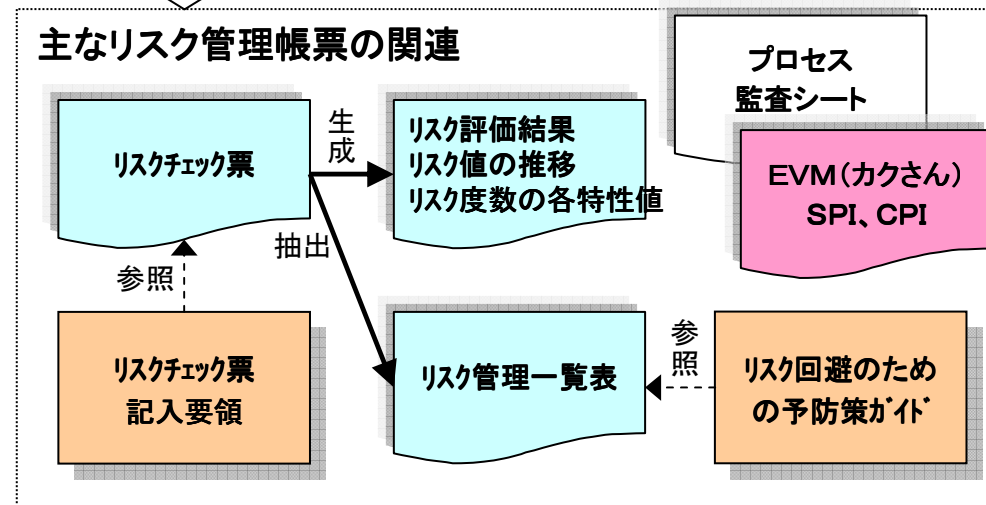 主なリスク管理帳票の関連
プロセス
監査シート
EVM(カクさん)
SPI、CPI
ﾘｽｸﾁｪｯｸ票
生成
ﾘｽｸ評価結果
ﾘｽｸ値の推移
ﾘｽｸ度数の各特性値
抽出
参照
ﾘｽｸﾁｪｯｸ票
記入要領
ﾘｽｸ管理一覧表
参照
ﾘｽｸ回避のため
の予防策ｶﾞｲﾄﾞ